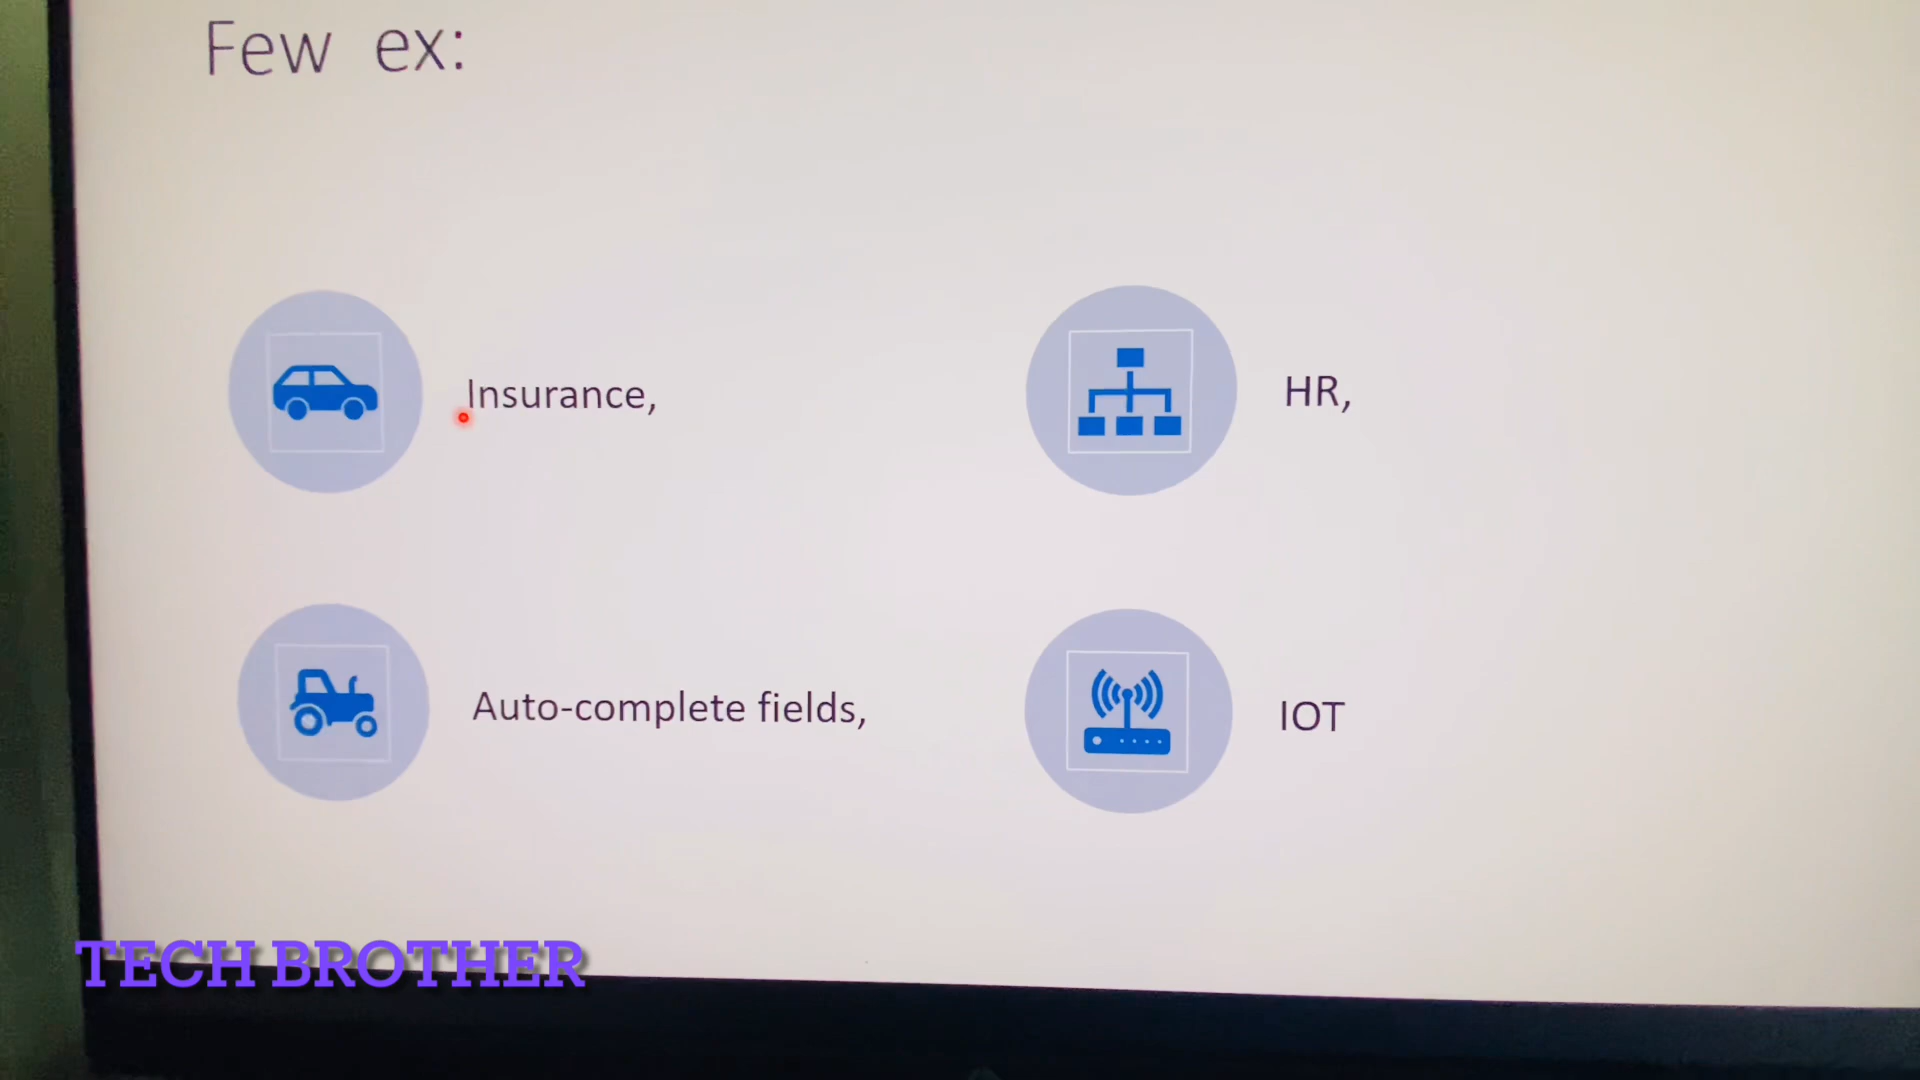 Few ex:
Insurance,
HR,
Auto-complete fields,
IOT
TECH BROTHER